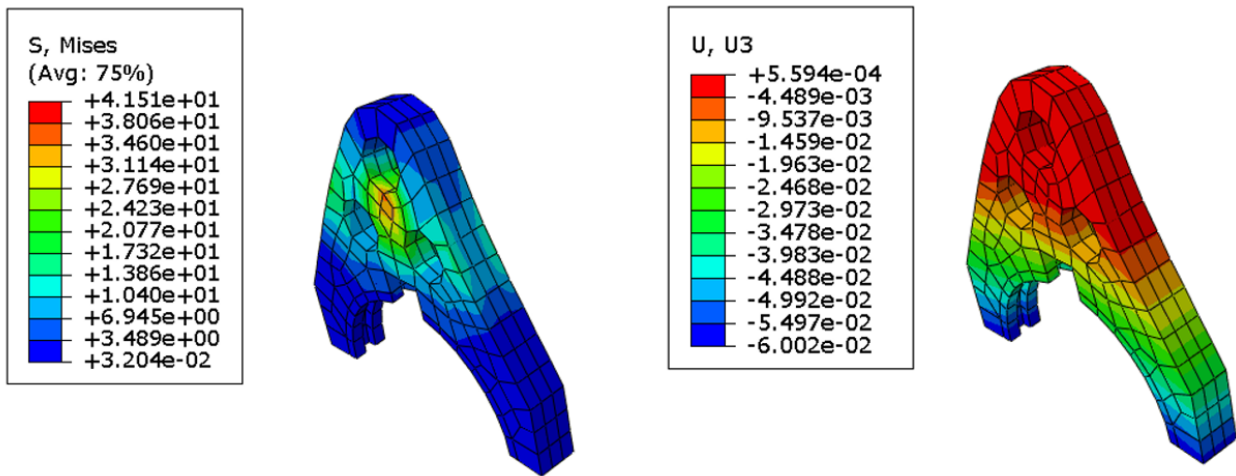 S, Mises
(Avg: 75%)
+4.151e+01
+3.806e+01
+3.460e+01
+3.114e+01
+2.769e+01
+2.423e+01
+2.077e+01
+1.732e+01
+1.386e+01
+1.040e+01
+6.945e+00
+3.489e+00
+3.204e-02
U, U3
+5.594e-04
-4.489e-03
-9.537e-03
-1.459e-02
-1.963e-02
-2.468e-02
-2.973e-02
-3.478e-02
-3.983e-02
-4.488e-02
-4.992e-02
-5.497e-02
-6.002e-02